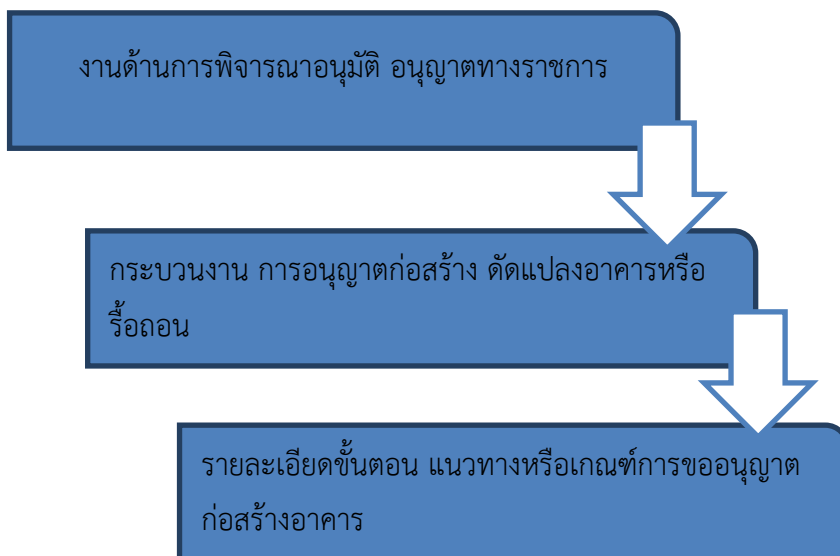 งานด้านการพิจารณาอนุมัติ อนุญาตทางราชการ
กระบวนงาน การอนุญาตก่อสร้าง ดัดแปลงอาคารหรือ
รื้อถอน
รายละเอียดขั้นตอน แนวทางหรือเกณฑ์การขออนุญาต
ก่อสร้างอาคาร